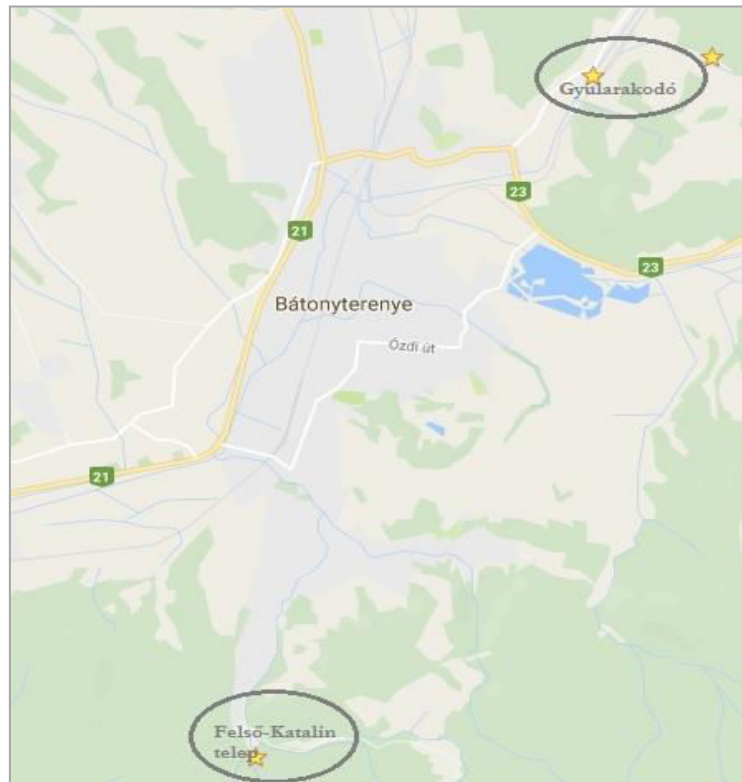 Gyularakodó
23
21
23
Bátonyterenye
Ózdi út
21
Felső-Katalin
telep